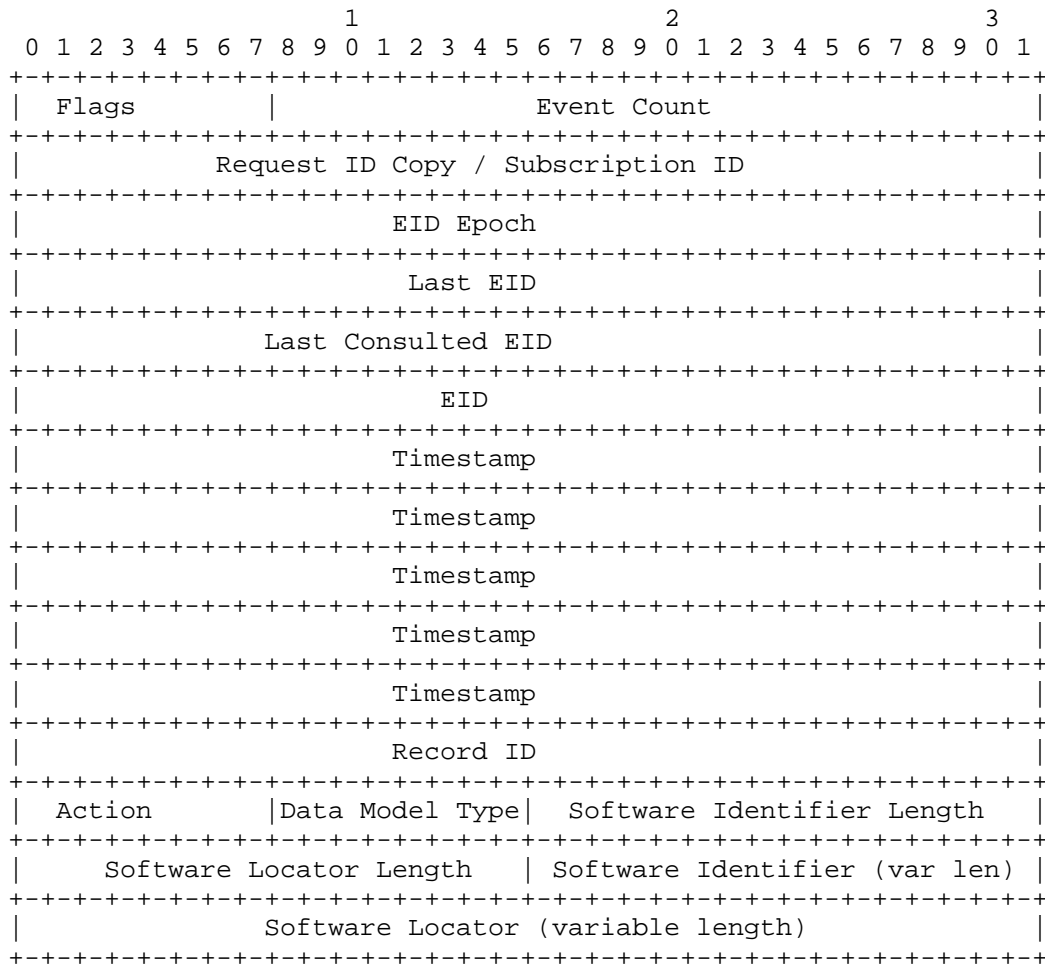 1                   2                   3
 0 1 2 3 4 5 6 7 8 9 0 1 2 3 4 5 6 7 8 9 0 1 2 3 4 5 6 7 8 9 0 1
+-+-+-+-+-+-+-+-+-+-+-+-+-+-+-+-+-+-+-+-+-+-+-+-+-+-+-+-+-+-+-+-+
|  Flags        |                Event Count                    |
+-+-+-+-+-+-+-+-+-+-+-+-+-+-+-+-+-+-+-+-+-+-+-+-+-+-+-+-+-+-+-+-+
|            Request ID Copy / Subscription ID                  |
+-+-+-+-+-+-+-+-+-+-+-+-+-+-+-+-+-+-+-+-+-+-+-+-+-+-+-+-+-+-+-+-+
|                       EID Epoch                               |
+-+-+-+-+-+-+-+-+-+-+-+-+-+-+-+-+-+-+-+-+-+-+-+-+-+-+-+-+-+-+-+-+
|                        Last EID                               |
+-+-+-+-+-+-+-+-+-+-+-+-+-+-+-+-+-+-+-+-+-+-+-+-+-+-+-+-+-+-+-+-+
|               Last Consulted EID                              |
+-+-+-+-+-+-+-+-+-+-+-+-+-+-+-+-+-+-+-+-+-+-+-+-+-+-+-+-+-+-+-+-+
|                          EID                                  |
+-+-+-+-+-+-+-+-+-+-+-+-+-+-+-+-+-+-+-+-+-+-+-+-+-+-+-+-+-+-+-+-+
|                       Timestamp                               |
+-+-+-+-+-+-+-+-+-+-+-+-+-+-+-+-+-+-+-+-+-+-+-+-+-+-+-+-+-+-+-+-+
|                       Timestamp                               |
+-+-+-+-+-+-+-+-+-+-+-+-+-+-+-+-+-+-+-+-+-+-+-+-+-+-+-+-+-+-+-+-+
|                       Timestamp                               |
+-+-+-+-+-+-+-+-+-+-+-+-+-+-+-+-+-+-+-+-+-+-+-+-+-+-+-+-+-+-+-+-+
|                       Timestamp                               |
+-+-+-+-+-+-+-+-+-+-+-+-+-+-+-+-+-+-+-+-+-+-+-+-+-+-+-+-+-+-+-+-+
|                       Timestamp                               |
+-+-+-+-+-+-+-+-+-+-+-+-+-+-+-+-+-+-+-+-+-+-+-+-+-+-+-+-+-+-+-+-+
|                       Record ID                               |
+-+-+-+-+-+-+-+-+-+-+-+-+-+-+-+-+-+-+-+-+-+-+-+-+-+-+-+-+-+-+-+-+
|  Action       |Data Model Type|  Software Identifier Length   |
+-+-+-+-+-+-+-+-+-+-+-+-+-+-+-+-+-+-+-+-+-+-+-+-+-+-+-+-+-+-+-+-+
|     Software Locator Length   | Software Identifier (var len) |
+-+-+-+-+-+-+-+-+-+-+-+-+-+-+-+-+-+-+-+-+-+-+-+-+-+-+-+-+-+-+-+-+
|               Software Locator (variable length)              |
+-+-+-+-+-+-+-+-+-+-+-+-+-+-+-+-+-+-+-+-+-+-+-+-+-+-+-+-+-+-+-+-+